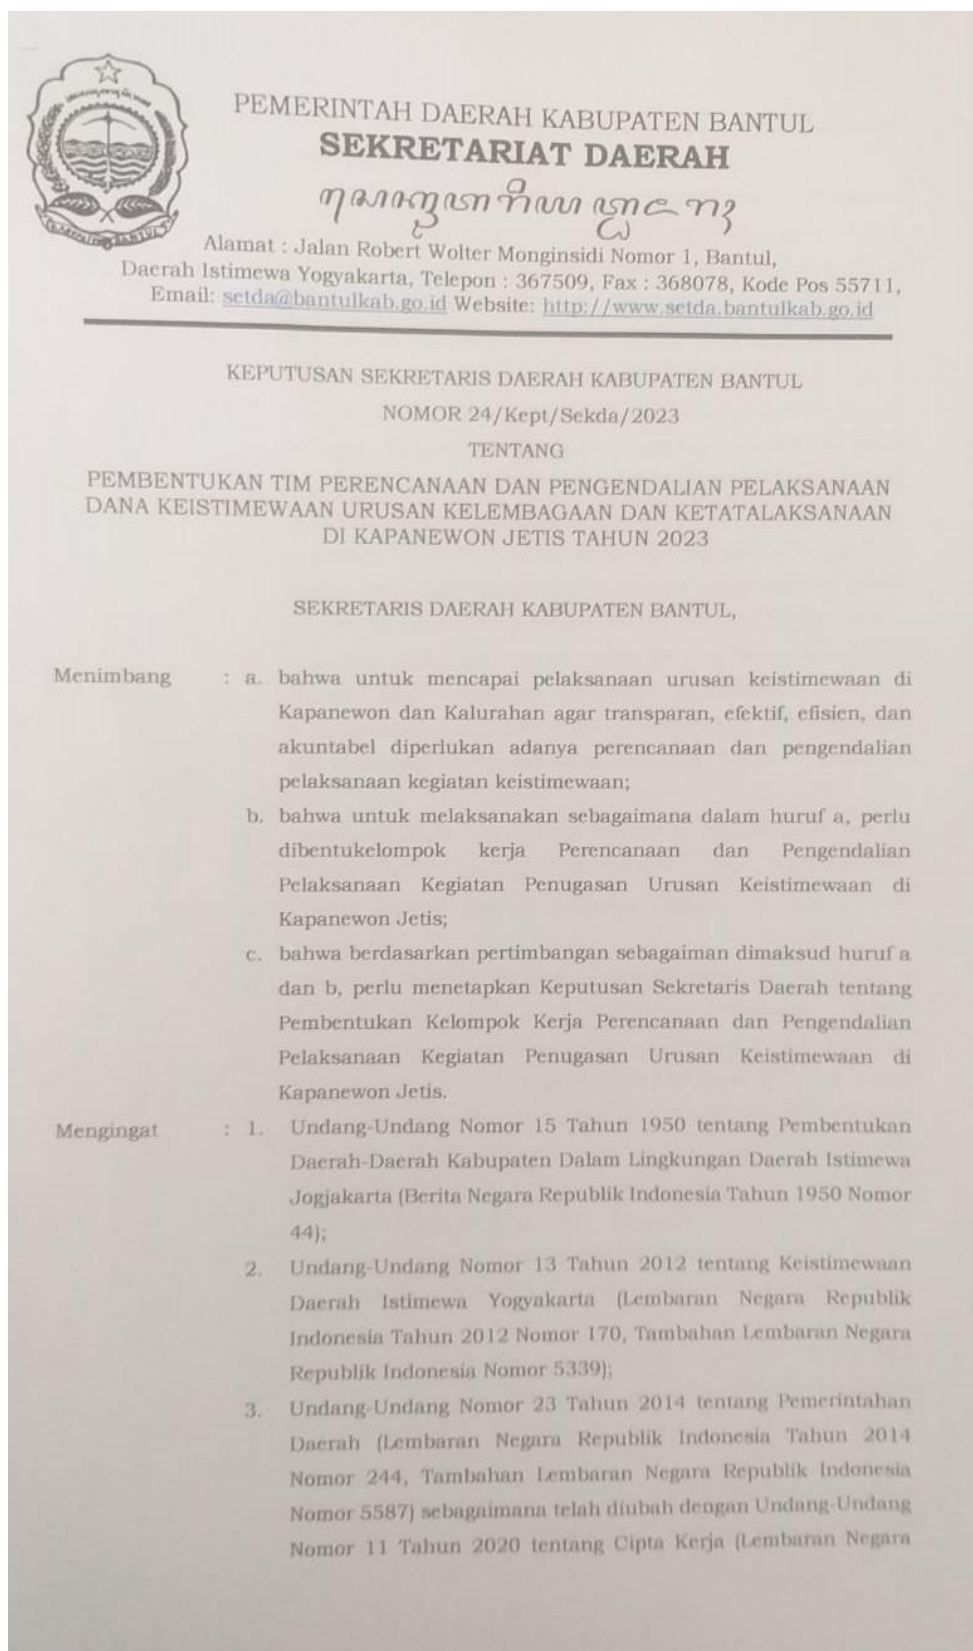 PEMERINTAH DAERAH KABUPATEN BANTUL
SEKRETARIAT DAERAH
Alamat : Jalan Robert Wolter Monginsidi Nomor 1, Bantul,
Daerah Istimewa Yogyakarta, Telepon : 367509, Fax : 368078, Kode Pos 55711,
Email: setda@bantulkab.go.id Website: http://www.setda.bantulkab.go.id
KEPUTUSAN SEKRETARIS DAERAH KABUPATEN BANTUL
NOMOR 24/Kept/Sekda/2023
TENTANG
PEMBENTUKAN TIM PERENCANAAN DAN PENGENDALIAN PELAKSANAAN
DANA KEISTIMEWAAN URUSAN KELEMBAGAAN DAN KETATALAKSANAAN
DI KAPANEWON JETIS TAHUN 2023
SEKRETARIS DAERAH KABUPATEN BANTUL,
Menimbang : a. bahwa untuk mencapai pelaksanaan urusan keistimewaan di
Kapanewon dan Kalurahan agar transparan, efektif, efisien, dan
akuntabel diperlukan adanya perencanaan dan pengendalian
pelaksanaan kegiatan keistimewaan;
b. bahwa untuk melaksanakan sebagaimana dalam huruf a, perlu
dibentukelompok kerja Perencanaan dan Pengendalian
Pelaksanaan Kegiatan Penugasan Urusan Keistimewaan di
Kapanewon Jetis;
c. bahwa berdasarkan pertimbangan sebagaiman dimaksud huruf a
dan b, perlu menetapkan Keputusan Sekretaris Daerah tentang
Pembentukan Kelompok Kerja Perencanaan dan Pengendalian
Pelaksanaan Kegiatan Penugasan Urusan Keistimewaan di
Kapanewon Jetis.
Mengingat : 1. Undang-Undang Nomor 15 Tahun 1950 tentang Pembentukan
Daerah-Daerah Kabupaten Dalam Lingkungan Daerah Istimewa
Jogjakarta (Berita Negara Republik Indonesia Tahun 1950 Nomor
44);
2. Undang-Undang Nomor 13 Tahun 2012 tentang Keistimewaan
Daerah Istimewa Yogyakarta (Lembaran Negara Republik
Indonesia Tahun 2012 Nomor 170, Tambahan Lembaran Negara
Republik Indonesia Nomor 5339);
3. Undang-Undang Nomor 23 Tahun 2014 tentang Pemerintahan
Daerah (Lembaran Negara Republik Indonesia Tahun 2014
Nomor 244, Tambahan Lembaran Negara Republik Indonesia
Nomor 5587) sebagaimana telah diubah dengan Undang-Undang
Nomor 11 Tahun 2020 tentang Cipta Kerja (Lembaran Negara